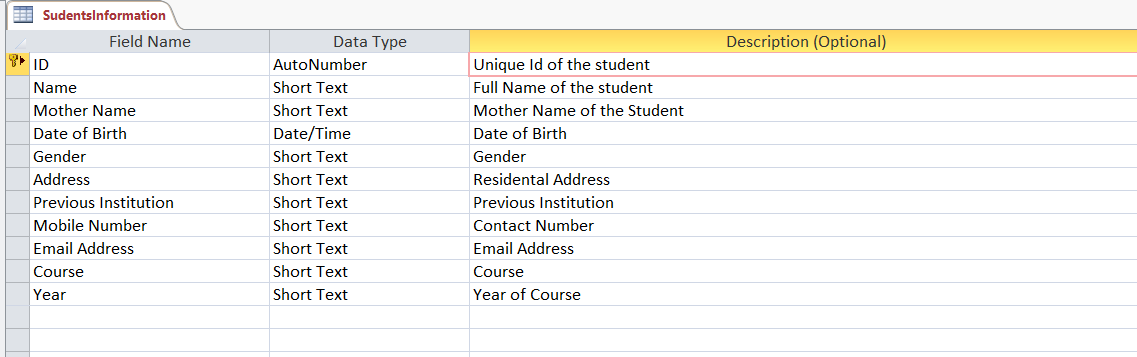 SudentsInformation
Field Name Data Type Description (Optional)
ID AutoNumber Unique Id of the student
Name Short Text Full Name of the student
Mother Name Short Text Mother Name of the Student
Date of Birth Date/Time Date of Birth
Gender Short Text Gender
Address Short Text Residental Address
Previous Institution Short Text Previous Institution
Mobile Number Short Text Contact Number
Email Address Short Text Email Address
Course Short Text Course
Year Short Text Year of Course